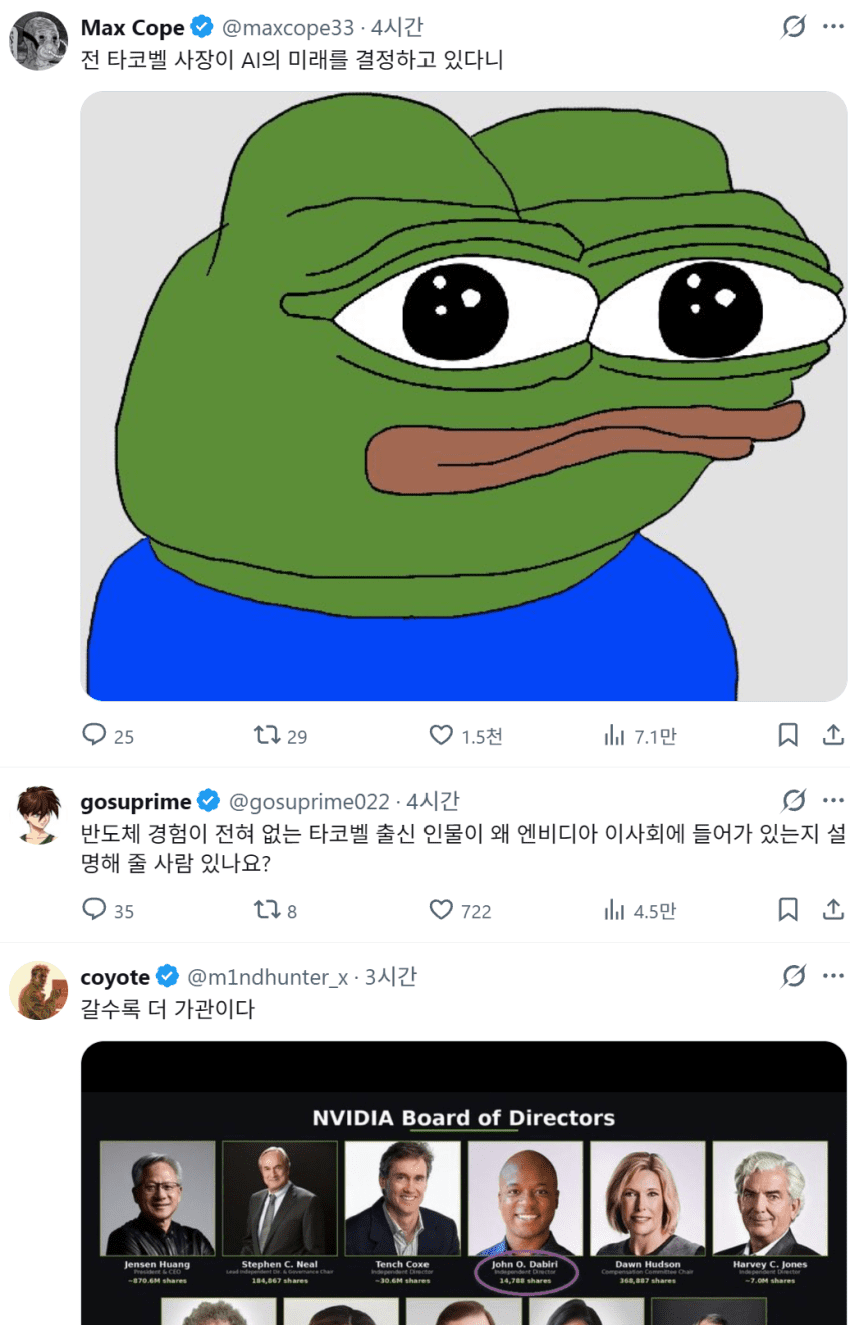 Max Cope @maxcope33 · 4시간
전 타코벨 사장이 AI의 미래를 결정하고 있다니
25 29 1.5천 7.1만
gosuprime @gosuprime022 · 4시간
반도체 경험이 전혀 없는 타코벨 출신 인물이 왜 엔비디아 이사회에 들어가 있는지 설
명해 줄 사람 있나요?
35 8 722 4.5만
coyote @m1ndhunter_x · 3시간
갈수록 더 가관이다
NVIDIA Board of Directors
Jensen Huang Stephen C. Neal Tench Coxe John O. Dabiri Dawn Hudson Harvey C. Jones
President & CEO Lead Independent Dir. & Governance Chair Independent Director Independent Director Compensation Committee Chair Independent Director
~870.6M shares 184,867 shares ~30.6M shares 14,788 shares 368,887 shares ~7.0M shares